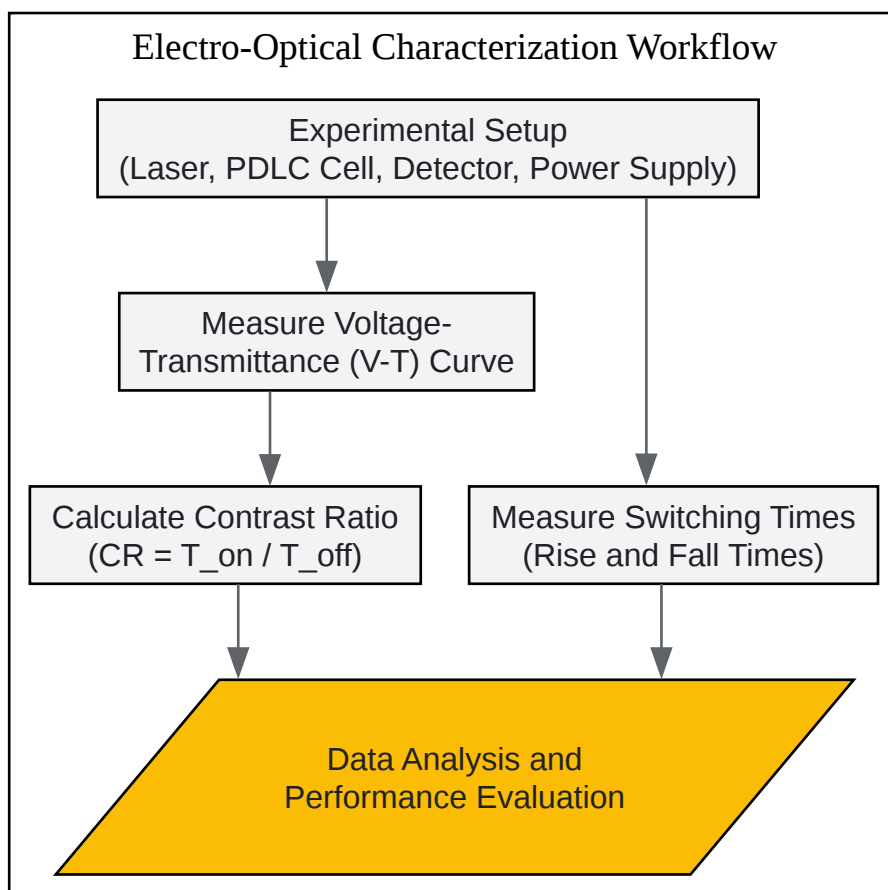 Electro-Optical Characterization Workflow
Experimental Setup
(Laser, PDLC Cell, Detector, Power Supply)
Measure Voltage-
Transmittance (V-T) Curve
Calculate Contrast Ratio
(CR = T_on / T_off)
Measure Switching Times
(Rise and Fall Times)
Data Analysis and
Performance Evaluation